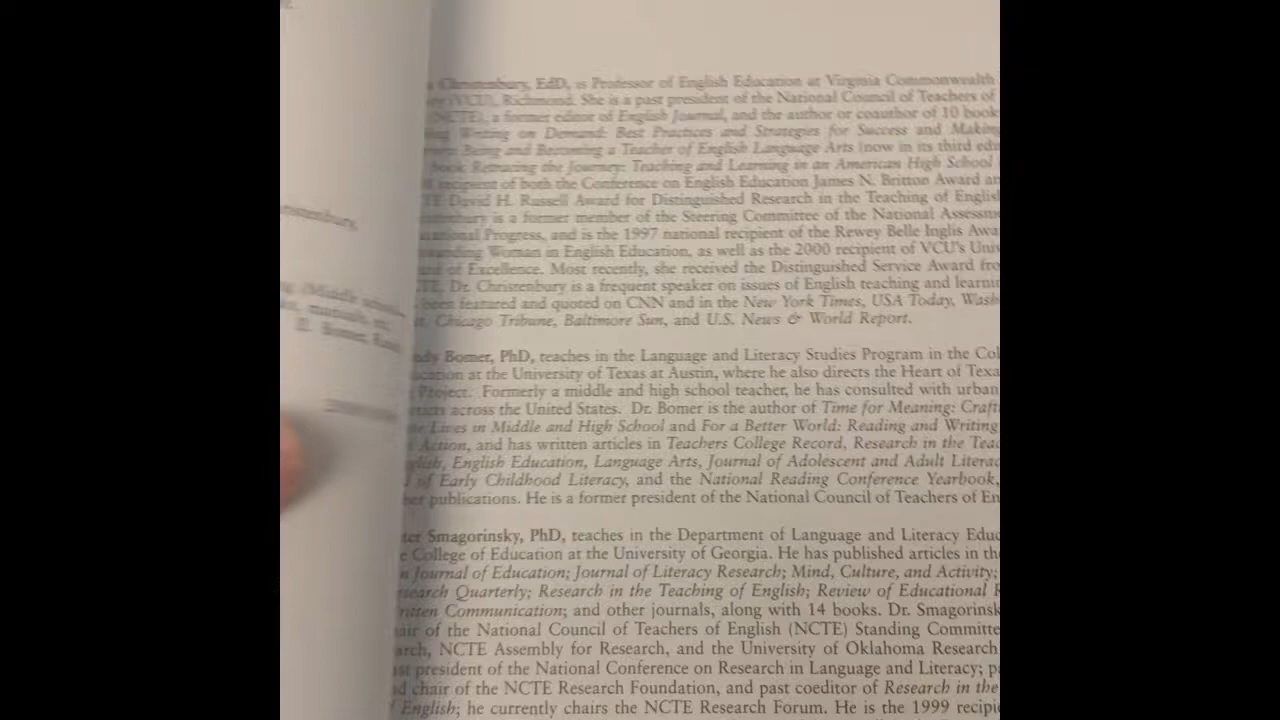 Christenbury, EdD, is Professor of English Education at Virginia Commonwealth
(VCU), Richmond. She is a past president of the National Council of Teachers of
(NCTE), a former editor of English Journal, and the author or coauthor of 10 book
Writing on Demand: Best Practices and Strategies for Success and Making
Being and Becoming a Teacher of English Language Arts (now in its third edu
book Retracing the Journey: Teaching and Learning in an American High School
recipient of both the Conference on English Education James N. Britton Award an
TE David H. Russell Award for Distinguished Research in the Teaching of English
istenbury is a former member of the Steering Committee of the National Assessme
ucational Progress, and is the 1997 national recipient of the Rewey Belle Inglis Awa
tstanding Woman in English Education, as well as the 2000 recipient of VCU's Univ
ard of Excellence. Most recently, she received the Distinguished Service Award fro
TE. Dr. Christenbury is a frequent speaker on issues of English teaching and learnin
been featured and quoted on CNN and in the New York Times, USA Today, Wash
Chicago Tribune, Baltimore Sun, and U.S. News & World Report.
ndy Bomer, PhD, teaches in the Language and Literacy Studies Program in the Col
ucation at the University of Texas at Austin, where he also directs the Heart of Texa
Project. Formerly a middle and high school teacher, he has consulted with urban
across the United States. Dr. Bomer is the author of Time for Meaning: Craft
te Lives in Middle and High School and For a Better World: Reading and Writing
l Action, and has written articles in Teachers College Record, Research in the Teac
glish, English Education, Language Arts, Journal of Adolescent and Adult Literac
l of Early Childhood Literacy, and the National Reading Conference Yearbook,
her publications. He is a former president of the National Council of Teachers of En
ter Smagorinsky, PhD, teaches in the Department of Language and Literacy Educ
e College of Education at the University of Georgia. He has published articles in the
n Journal of Education; Journal of Literacy Research; Mind, Culture, and Activity;
search Quarterly; Research in the Teaching of English; Review of Educational R
ritten Communication; and other journals, along with 14 books. Dr. Smagorinsk
air of the National Council of Teachers of English (NCTE) Standing Committe
arch, NCTE Assembly for Research, and the University of Oklahoma Research
ast president of the National Conference on Research in Language and Literacy; p
d chair of the NCTE Research Foundation, and past coeditor of Research in the
f English; he currently chairs the NCTE Research Forum. He is the 1999 recipie